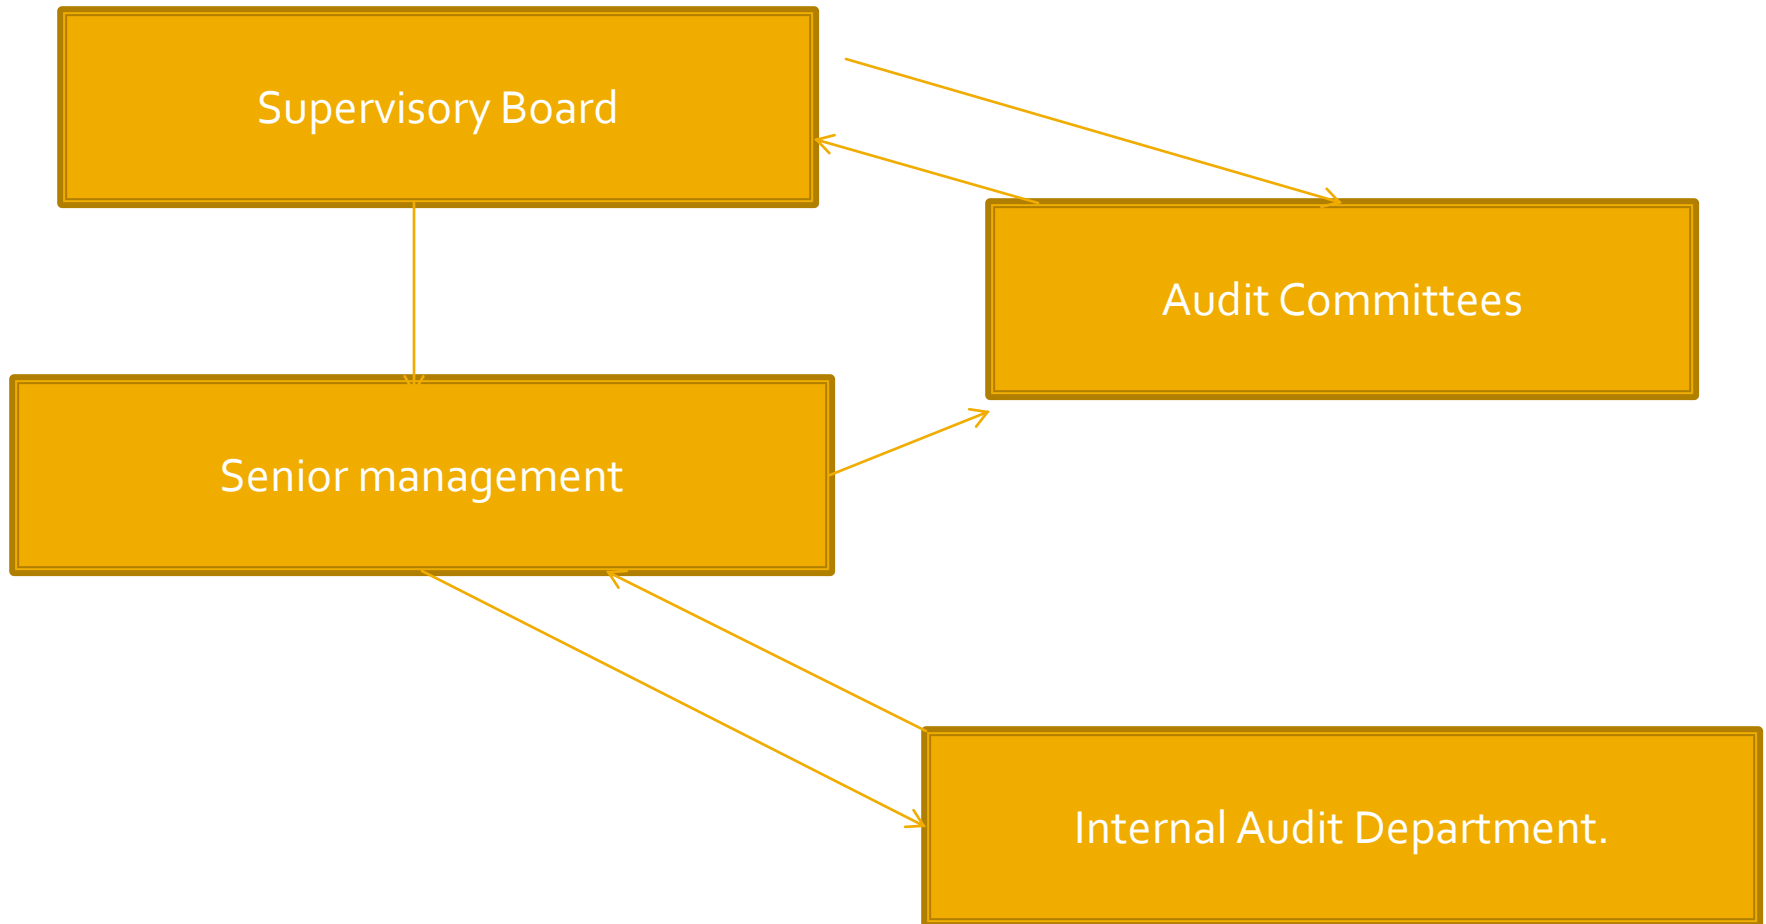 Supervisory Board
Audit Committees
Senior management
Internal Audit Department.